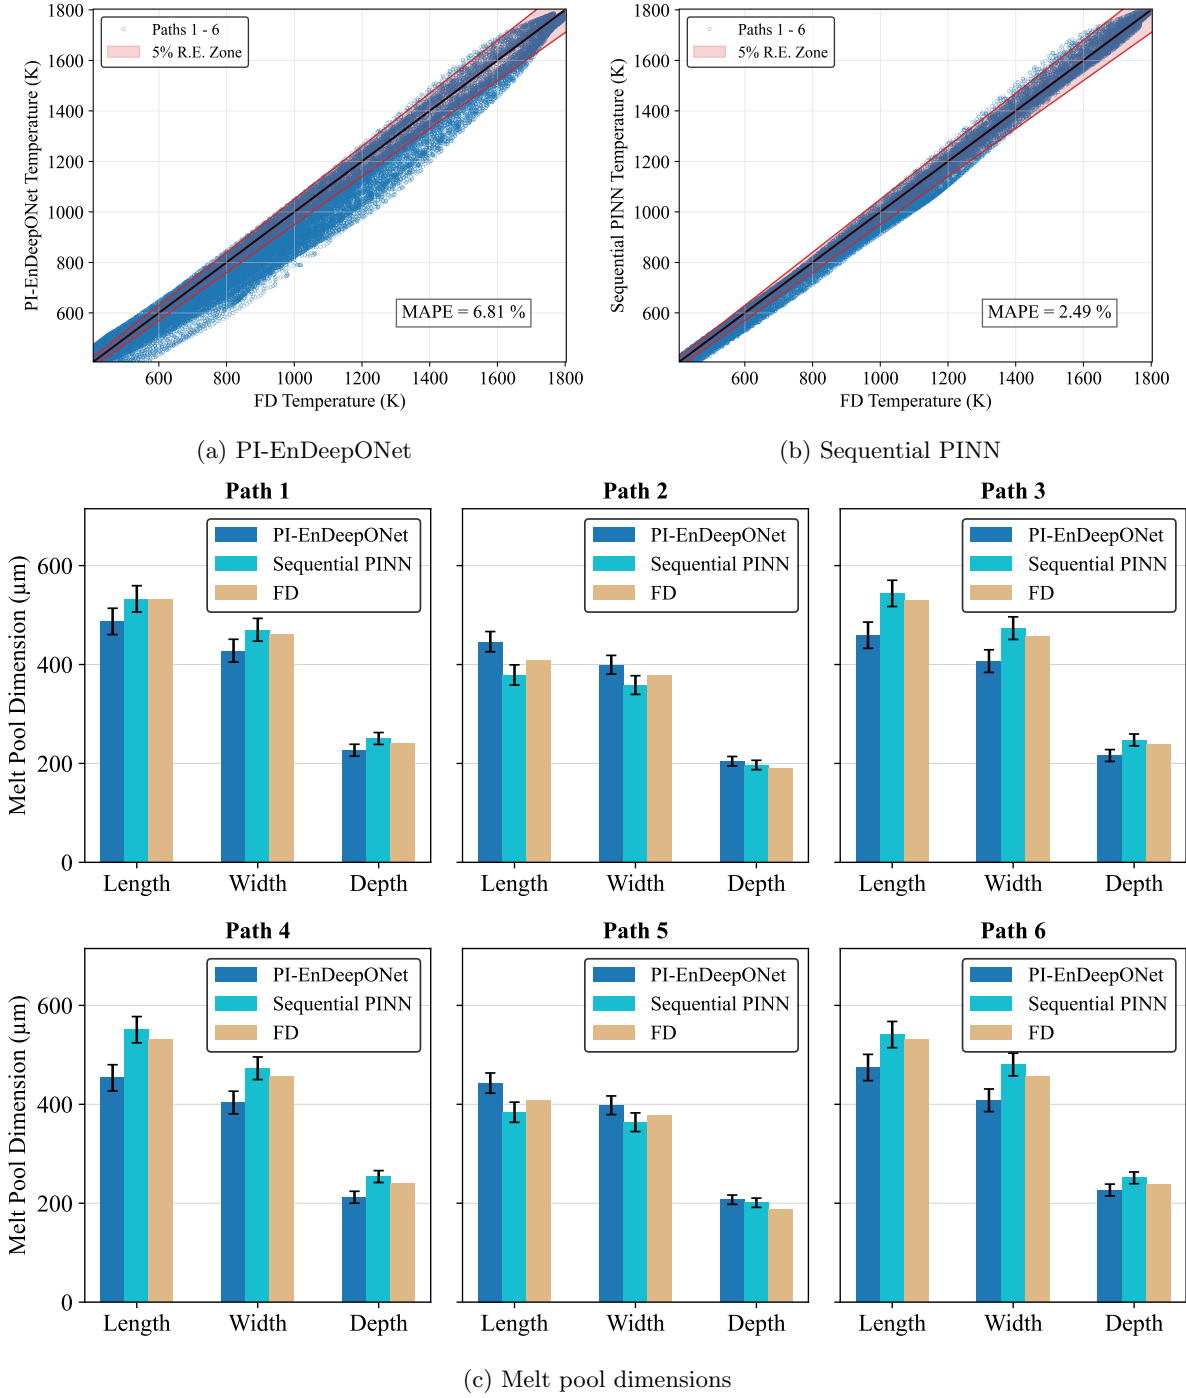 1800
1600
1400
1200
1000
800
600
PI-EnDeepONet Temperature (K)
Paths 1 - 6
5% R.E. Zone
MAPE = 6.81 %
600 800 1000 1200 1400 1600 1800
FD Temperature (K)
(a) PI-EnDeepONet
1800
1600
1400
1200
1000
800
600
Sequential PINN Temperature (K)
Paths 1 - 6
5% R.E. Zone
MAPE = 2.49 %
600 800 1000 1200 1400 1600 1800
FD Temperature (K)
(b) Sequential PINN
Path 1
Melt Pool Dimension (μm)
600
400
200
0
PI-EnDeepONet
Sequential PINN
FD
Length Width Depth
Path 2
PI-EnDeepONet
Sequential PINN
FD
Length Width Depth
Path 3
PI-EnDeepONet
Sequential PINN
FD
Length Width Depth
Path 4
Melt Pool Dimension (μm)
600
400
200
0
PI-EnDeepONet
Sequential PINN
FD
Length Width Depth
Path 5
PI-EnDeepONet
Sequential PINN
FD
Length Width Depth
Path 6
PI-EnDeepONet
Sequential PINN
FD
Length Width Depth
(c) Melt pool dimensions